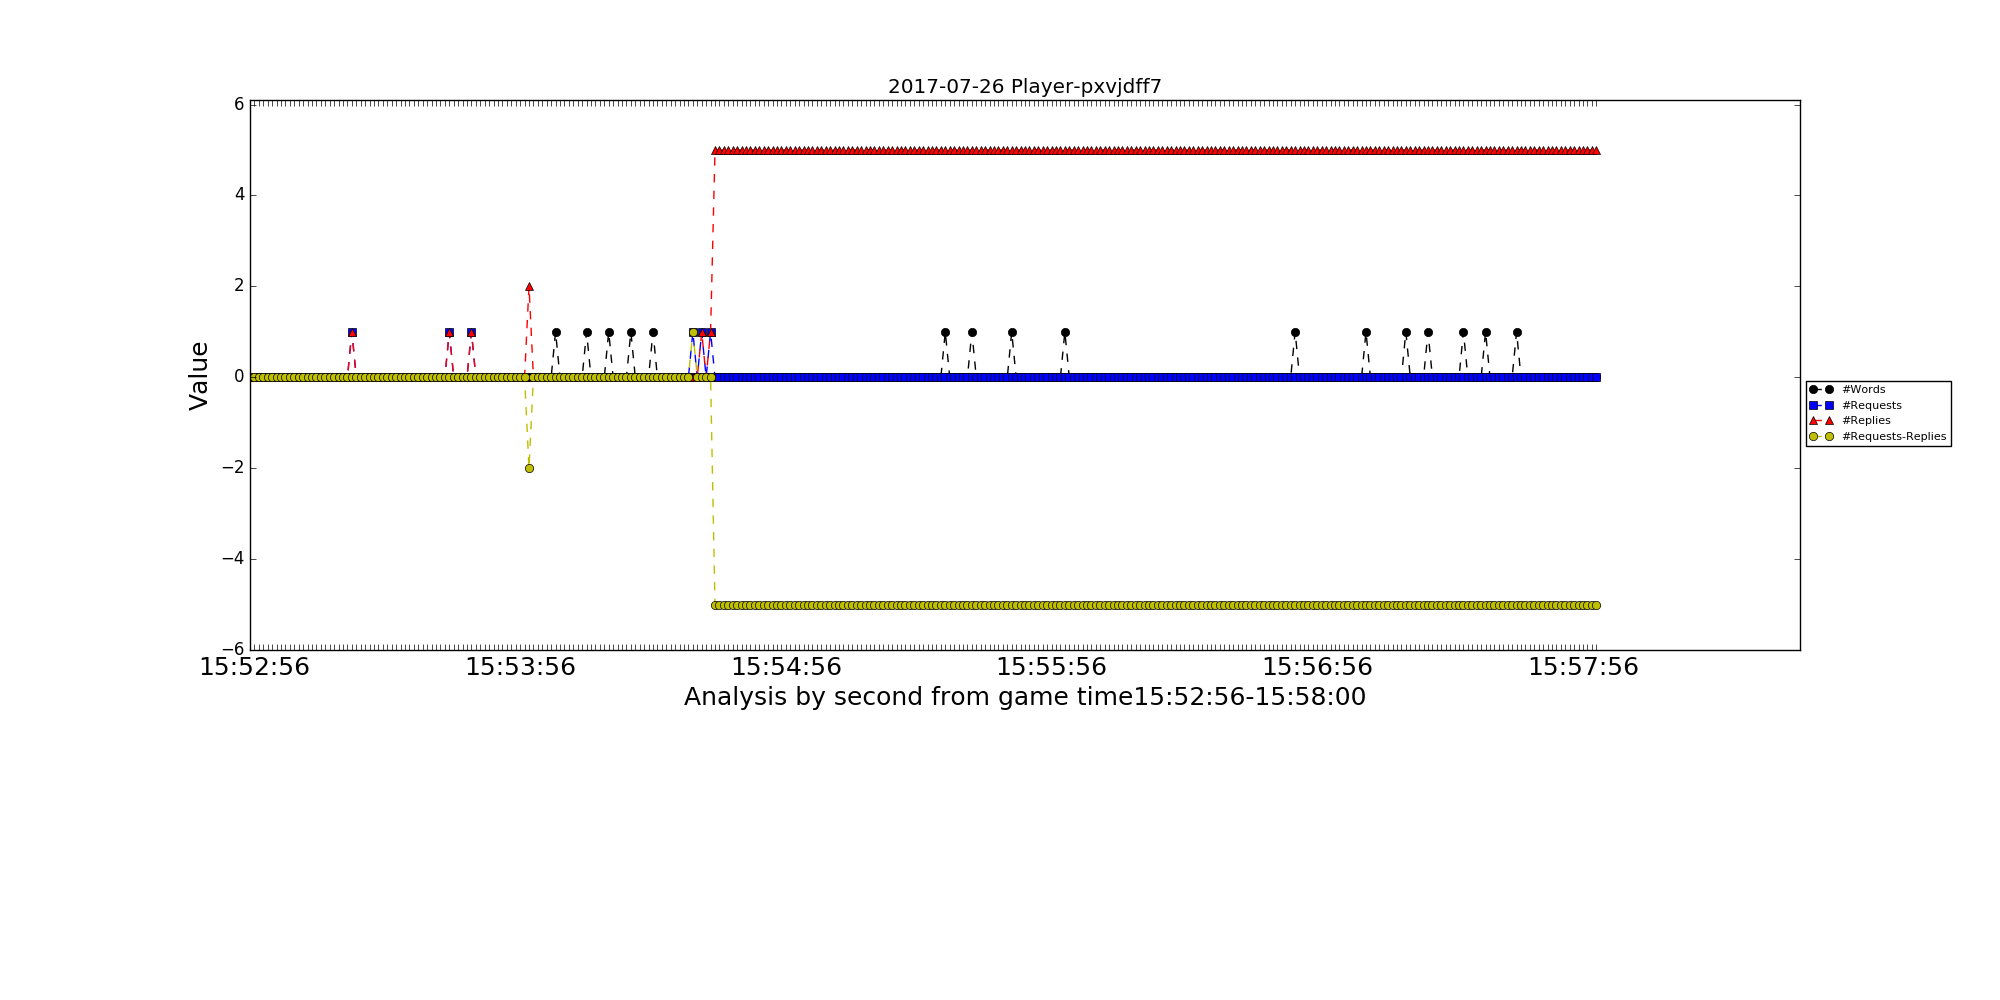 2017-07-26 Player-pxvjdff7
6
4
2
0
−2
−4
−6
Value
15:52:56 15:53:56 15:54:56 15:55:56 15:56:56 15:57:56
Analysis by second from game time15:52:56-15:58:00
#Words
#Requests
#Replies
#Requests-Replies